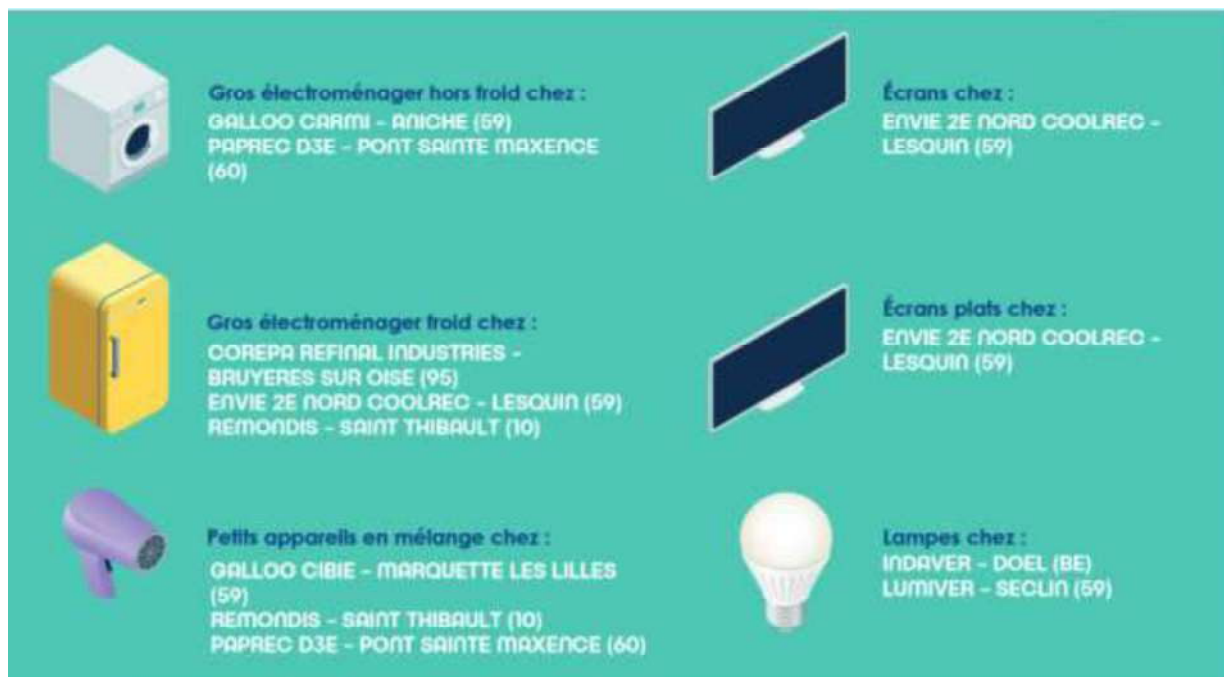 Gros électroménager hors froid chez :
GALLOO CARMI - ANICHE (59)
PAPREC D3E - PONT SAINTE MAXENCE
(60)
Écrans chez :
ENVIE 2E NORD COOLREC -
LESQUIN (59)
Gros électroménager froid chez :
COREPA REFINAL INDUSTRIES -
BRUYERES SUR OISE (95)
ENVIE 2E NORD COOLREC - LESQUIN (59)
REMONDIS - SAINT THIBAULT (10)
Écrans plats chez :
ENVIE 2E NORD COOLREC -
LESQUIN (59)
Petits appareils en mélange chez :
GALLOO CIBIE - MARQUETTE LES LILLES
(59)
REMONDIS - SAINT THIBAULT (10)
PAPREC D3E - PONT SAINTE MAXENCE (60)
Lampes chez :
INDAVER - DOEL (BE)
LUMIVER - SECLIN (59)